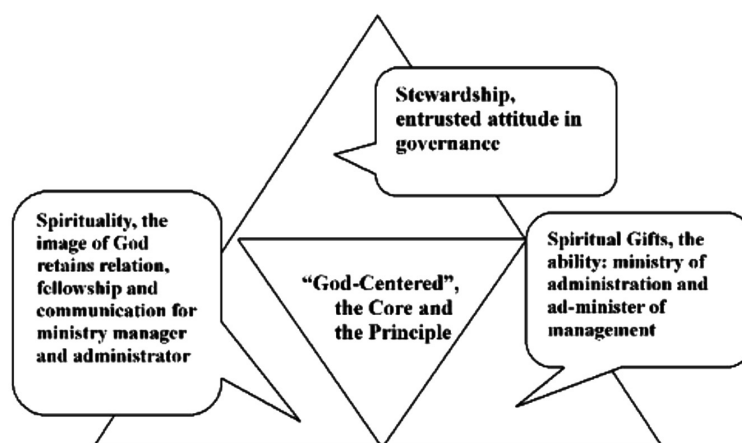 Stewardship,
entrusted attitude in
governance
Spirituality, the
image of God
retains relation,
fellowship and
communication for
ministry manager
and administrator
“God-Centered”,
the Core and
the Principle
Spiritual Gifts, the
ability: ministry of
administration and
ad-minister of
management